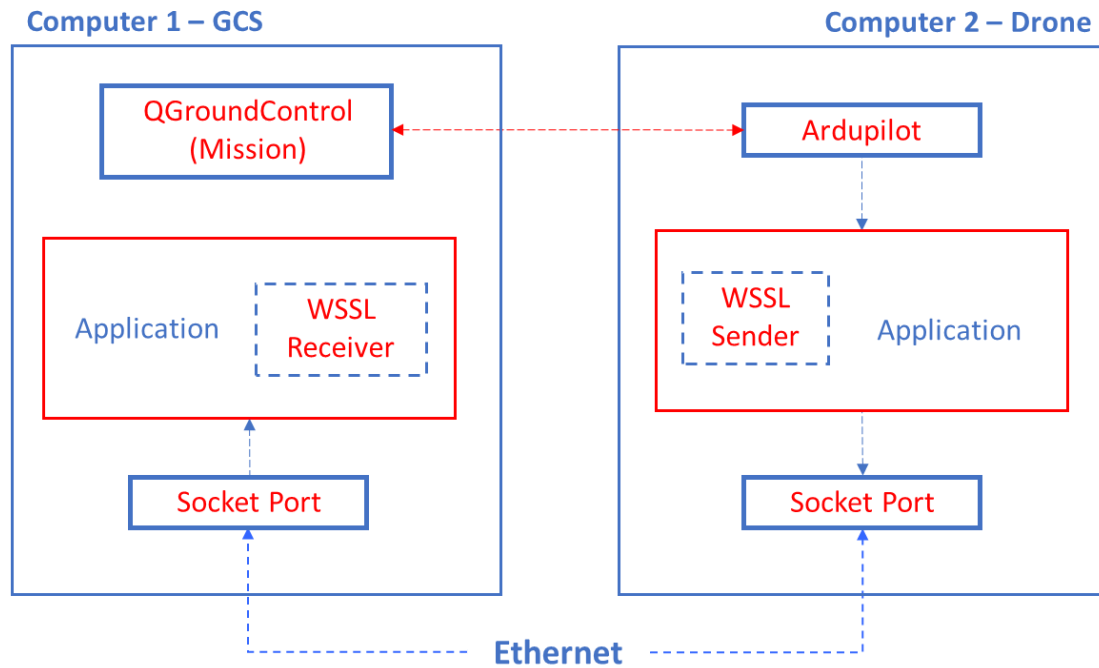 Computer 1 – GCS
Computer 2 – Drone
QGroundControl
(Mission)
Ardupilot
Application
WSSL
Receiver
WSSL
Sender
Application
Socket Port
Socket Port
Ethernet